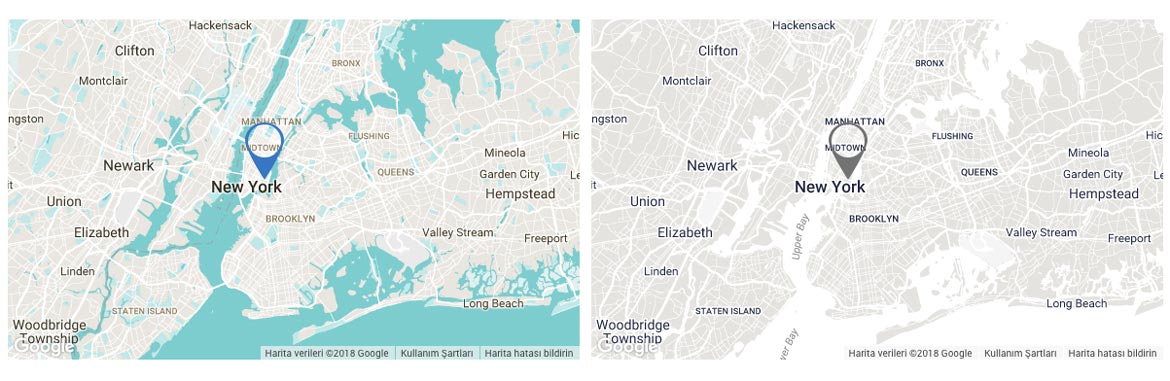 Hackensack
Clifton
BRONX
Montclair
ngston
MANHATTAN
FLUSHING
Hic
MIDTOWN
Mineola
Newark
QUEENS
Garden City
Le
it
New York
Hempstead
Union
BROOKLYN
Elizabeth
Valley Stream
Freeport
Linden
Long Beach
STATEN ISLAND
Woodbridge
Township
Google
Harita verileri ©2018 Google
Kullanım Şartları
Harita hatası bildirin
Hackensack
Clifton
BRONX
Montclair
ngston
MANHATTAN
FLUSHING
Hic
MIDTOWN
Mineola
Newark
QUEENS
Garden City
Le
it
New York
Hempstead
Union
BROOKLYN
Upper Bay
Elizabeth
Valley Stream
Freeport
Linden
Long Beach
STATEN ISLAND
Woodbridge
Township
wer Bay
Google
Harita verileri ©2018 Google
Kullanım Şartları
Harita hatası bildirin